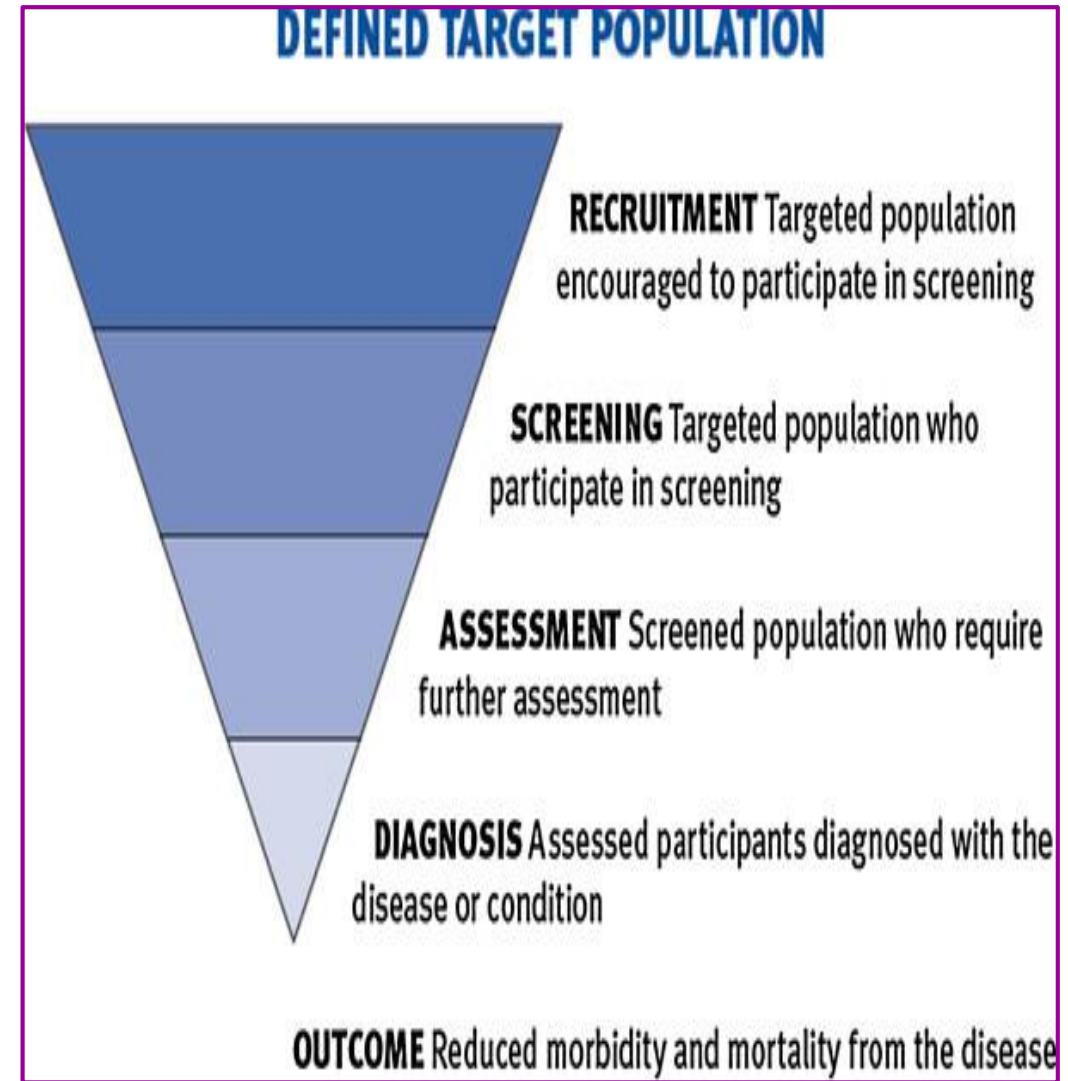 DEFINED TARGET POPULATION
RECRUITMENT Targeted population
encouraged to participate in screening
SCREENING Targeted population who
participate in screening
ASSESSMENT Screened population who require
further assessment
DIAGNOSIS Assessed participants diagnosed with the
disease or condition
OUTCOME Reduced morbidity and mortality from the disease